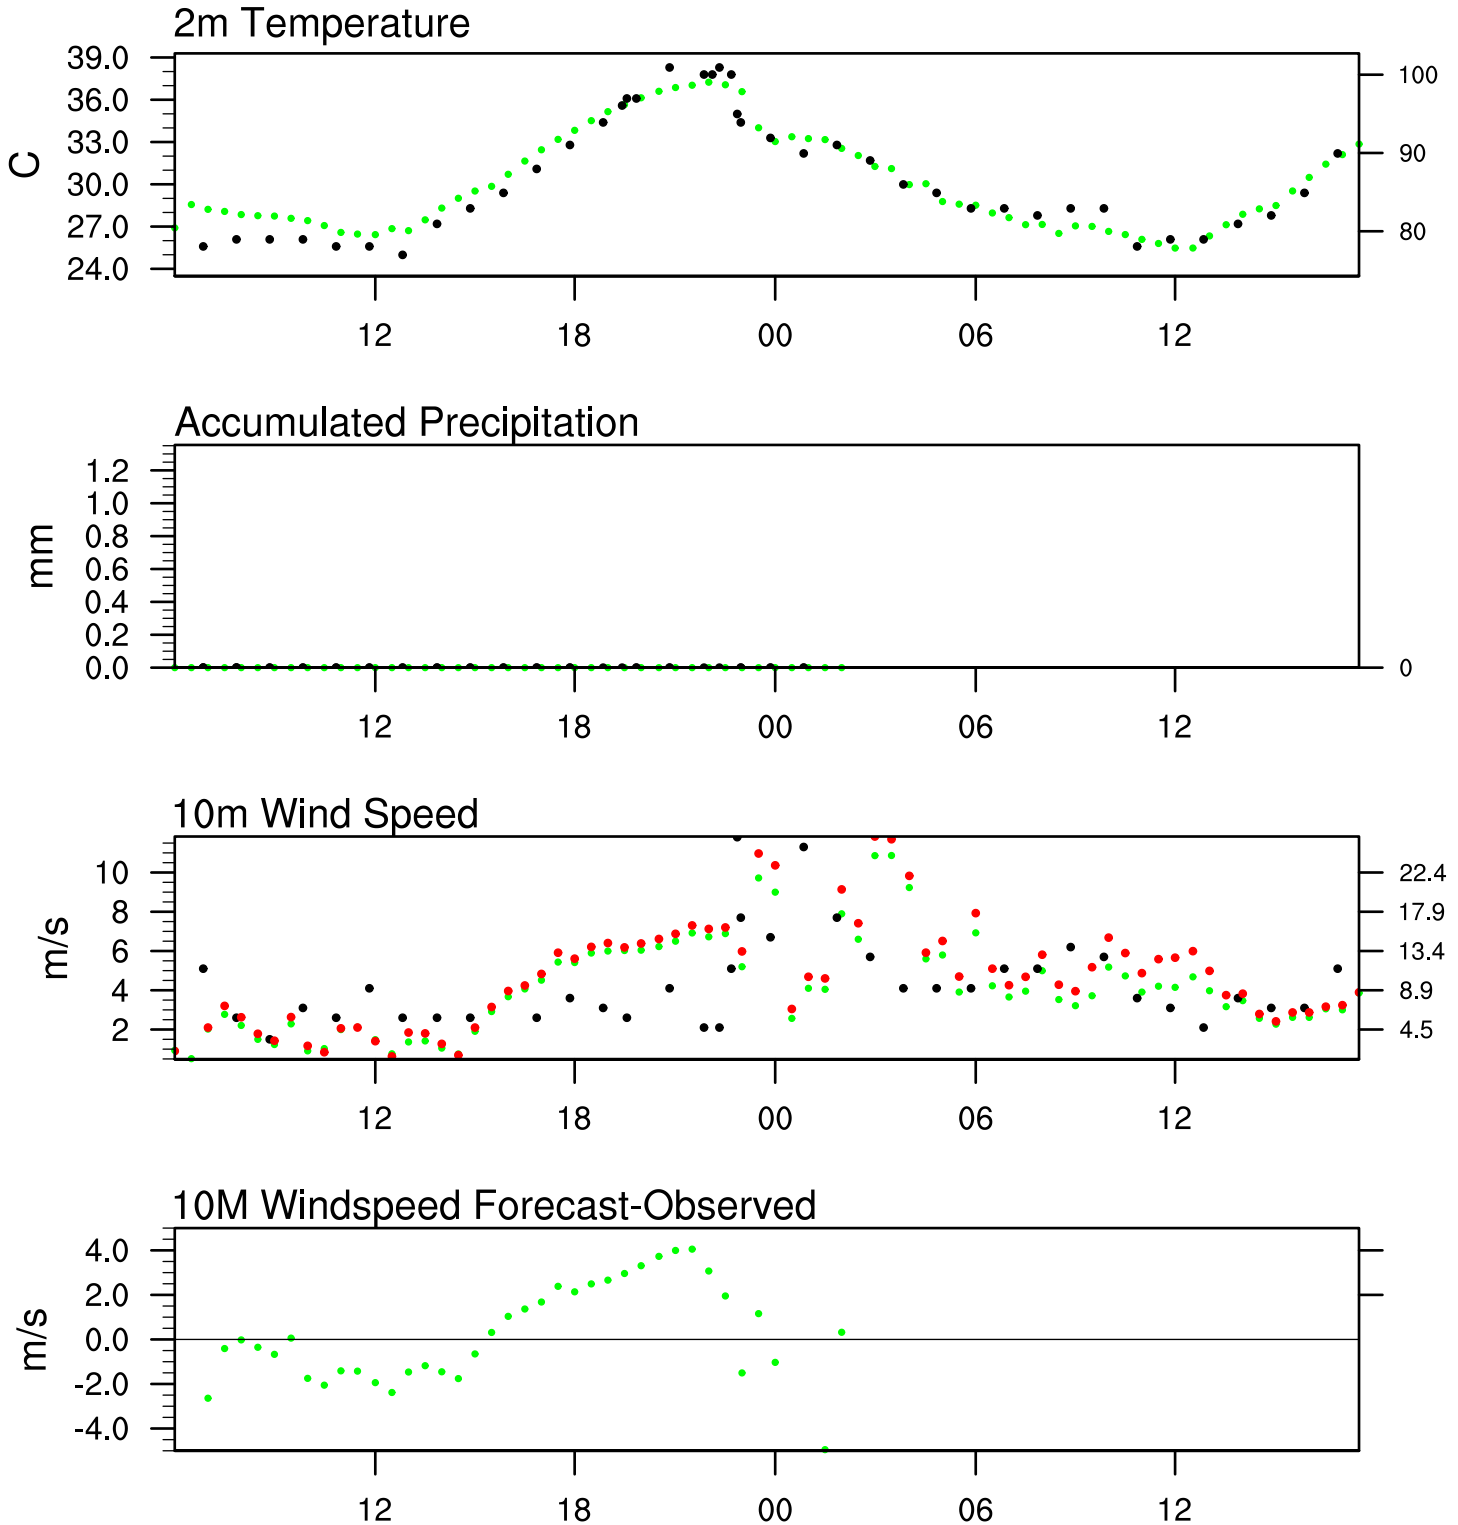 2m Temperature
39.0
36.0
33.0
30.0
27.0
24.0
C
100
90
80
12 18 00 06 12
Accumulated Precipitation
1.2
1.0
0.8
0.6
0.4
0.2
0.0
mm
0
12 18 00 06 12
10m Wind Speed
10
8
6
4
2
m/s
22.4
17.9
13.4
8.9
4.5
12 18 00 06 12
10M Windspeed Forecast-Observed
4.0
2.0
0.0
-2.0
-4.0
m/s
12 18 00 06 12